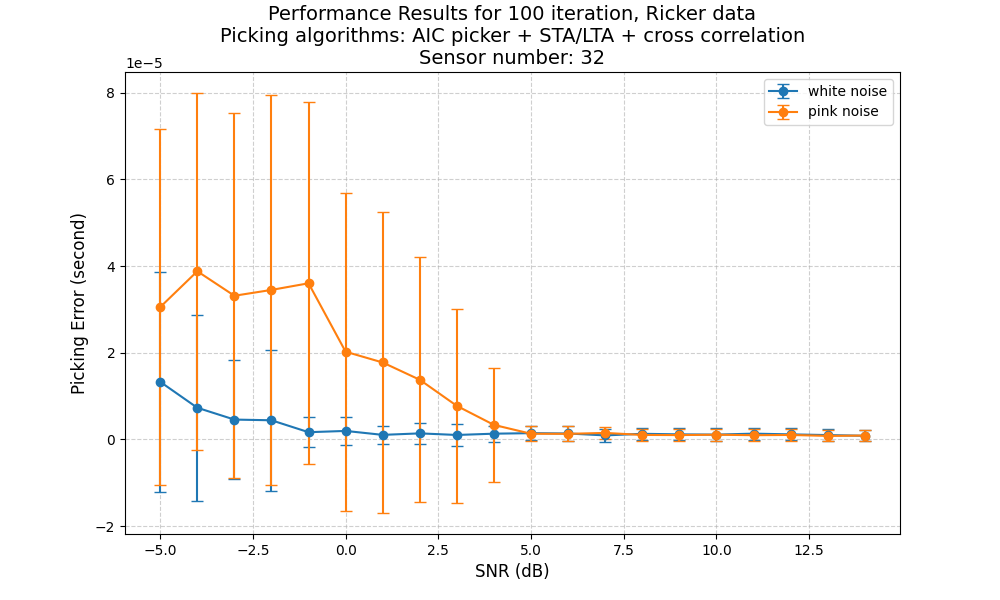 Performance Results for 100 iteration, Ricker data
Picking algorithms: AIC picker + STA/LTA + cross correlation
Sensor number: 32
1e−5
white noise
pink noise
8
6
4
2
0
−2
Picking Error (second)
−5.0 −2.5 0.0 2.5 5.0 7.5 10.0 12.5
SNR (dB)